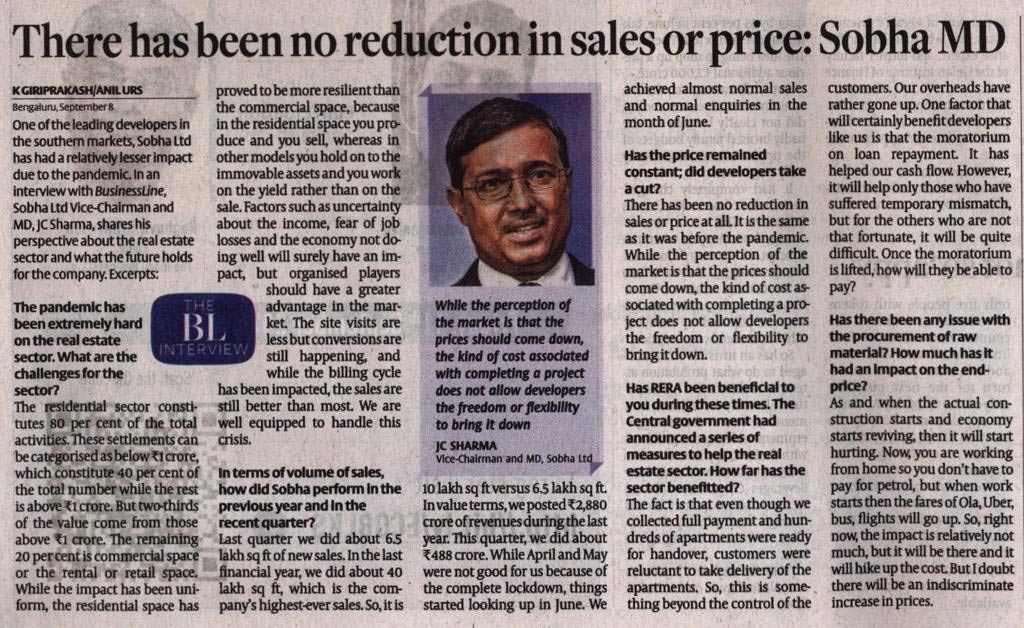 There has been no reduction in sales or price: Sobha MD
K GIRIPRAKASH/ANIL URS
Bengaluru, September 8
One of the leading developers in
the southern markets, Sobha Ltd
has had a relatively lesser impact
due to the pandemic. In an
interview with BusinessLine,
Sobha Ltd Vice-Chairman and
MD, JC Sharma, shares his
perspective about the real estate
sector and what the future holds
for the company. Excerpts:
The pandemic has
been extremely hard
on the real estate
sector. What are the
challenges for the
sector?
The residential sector consti-
tutes 80 per cent of the total
activities. These settlements can
be categorised as below ₹1 crore,
which constitute 40 per cent of
the total number while the rest
is above ₹1 crore. But two-thirds
of the value come from those
above ₹1 crore. The remaining
20 per cent is commercial space
or the rental or retail space.
While the impact has been uni-
form, the residential space has
THE
BL
INTERVIEW
proved to be more resilient than
the commercial space, because
in the residential space you pro-
duce and you sell, whereas in
other models you hold on to the
immovable assets and you work
on the yield rather than on the
sale. Factors such as uncertainty
about the income, fear of job
losses and the economy not do-
ing well will surely have an im-
pact, but organised players
should have a greater
advantage in the mar-
ket. The site visits are
less but conversions are
still happening, and
while the billing cycle
has been impacted, the sales are
still better than most. We are
well equipped to handle this
crisis.
In terms of volume of sales,
how did Sobha perform in the
previous year and in the
recent quarter?
Last quarter we did about 6.5
lakh sq ft of new sales. In the last
financial year, we did about 40
lakh sq ft, which is the com-
pany's highest-ever sales. So, it is
While the perception of
the market is that the
prices should come down,
the kind of cost associated
with completing a project
does not allow developers
the freedom or flexibility
to bring it down
JC SHARMA
Vice-Chairman and MD, Sobha Ltd
10 lakh sq ft versus 6.5 lakh sq ft.
In value terms, we posted ₹2,880
crore of revenues during the last
year. This quarter, we did about
₹488 crore. While April and May
were not good for us because of
the complete lockdown, things
started looking up in June. We
achieved almost normal sales
and normal enquiries in the
month of June.
Has the price remained
constant; did developers take
a cut?
There has been no reduction in
sales or price at all. It is the same
as it was before the pandemic.
While the perception of the
market is that the prices should
come down, the kind of cost as-
sociated with completing a pro-
ject does not allow developers
the freedom or flexibility to
bring it down.
Has RERA been beneficial to
you during these times. The
Central government had
announced a series of
measures to help the real
estate sector. How far has the
sector benefitted?
The fact is that even though we
collected full payment and hun-
dreds of apartments were ready
for handover, customers were
reluctant to take delivery of the
apartments. So, this is some-
thing beyond the control of the
customers. Our overheads have
rather gone up. One factor that
will certainly benefit developers
like us is that the moratorium
on loan repayment. It has
helped our cash flow. However,
it will help only those who have
suffered temporary mismatch,
but for the others who are not
that fortunate, it will be quite
difficult. Once the moratorium
is lifted, how will they be able to
pay?
Has there been any issue with
the procurement of raw
material? How much has it
had an impact on the end-
price?
As and when the actual con-
struction starts and economy
starts reviving, then it will start
hurting. Now, you are working
from home so you don't have to
pay for petrol, but when work
starts then the fares of Ola, Uber,
bus, flights will go up. So, right
now, the impact is relatively not
much, but it will be there and it
will hike up the cost. But I doubt
there will be an indiscriminate
increase in prices.